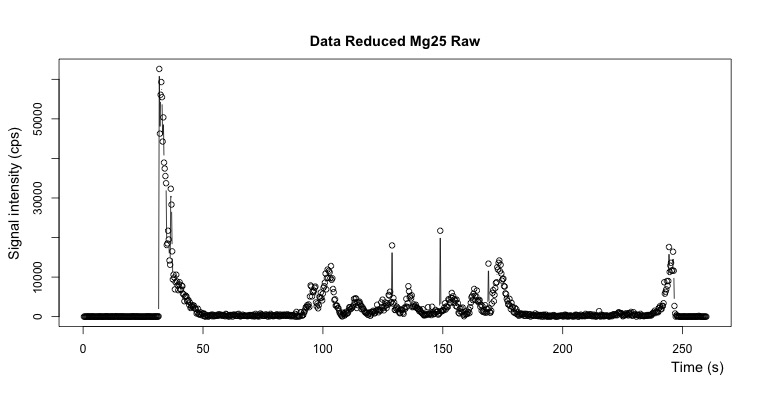 Data Reduced Mg25 Raw
Signal intensity (cps)
50000
30000
10000
0
0 50 100 150 200 250
Time (s)